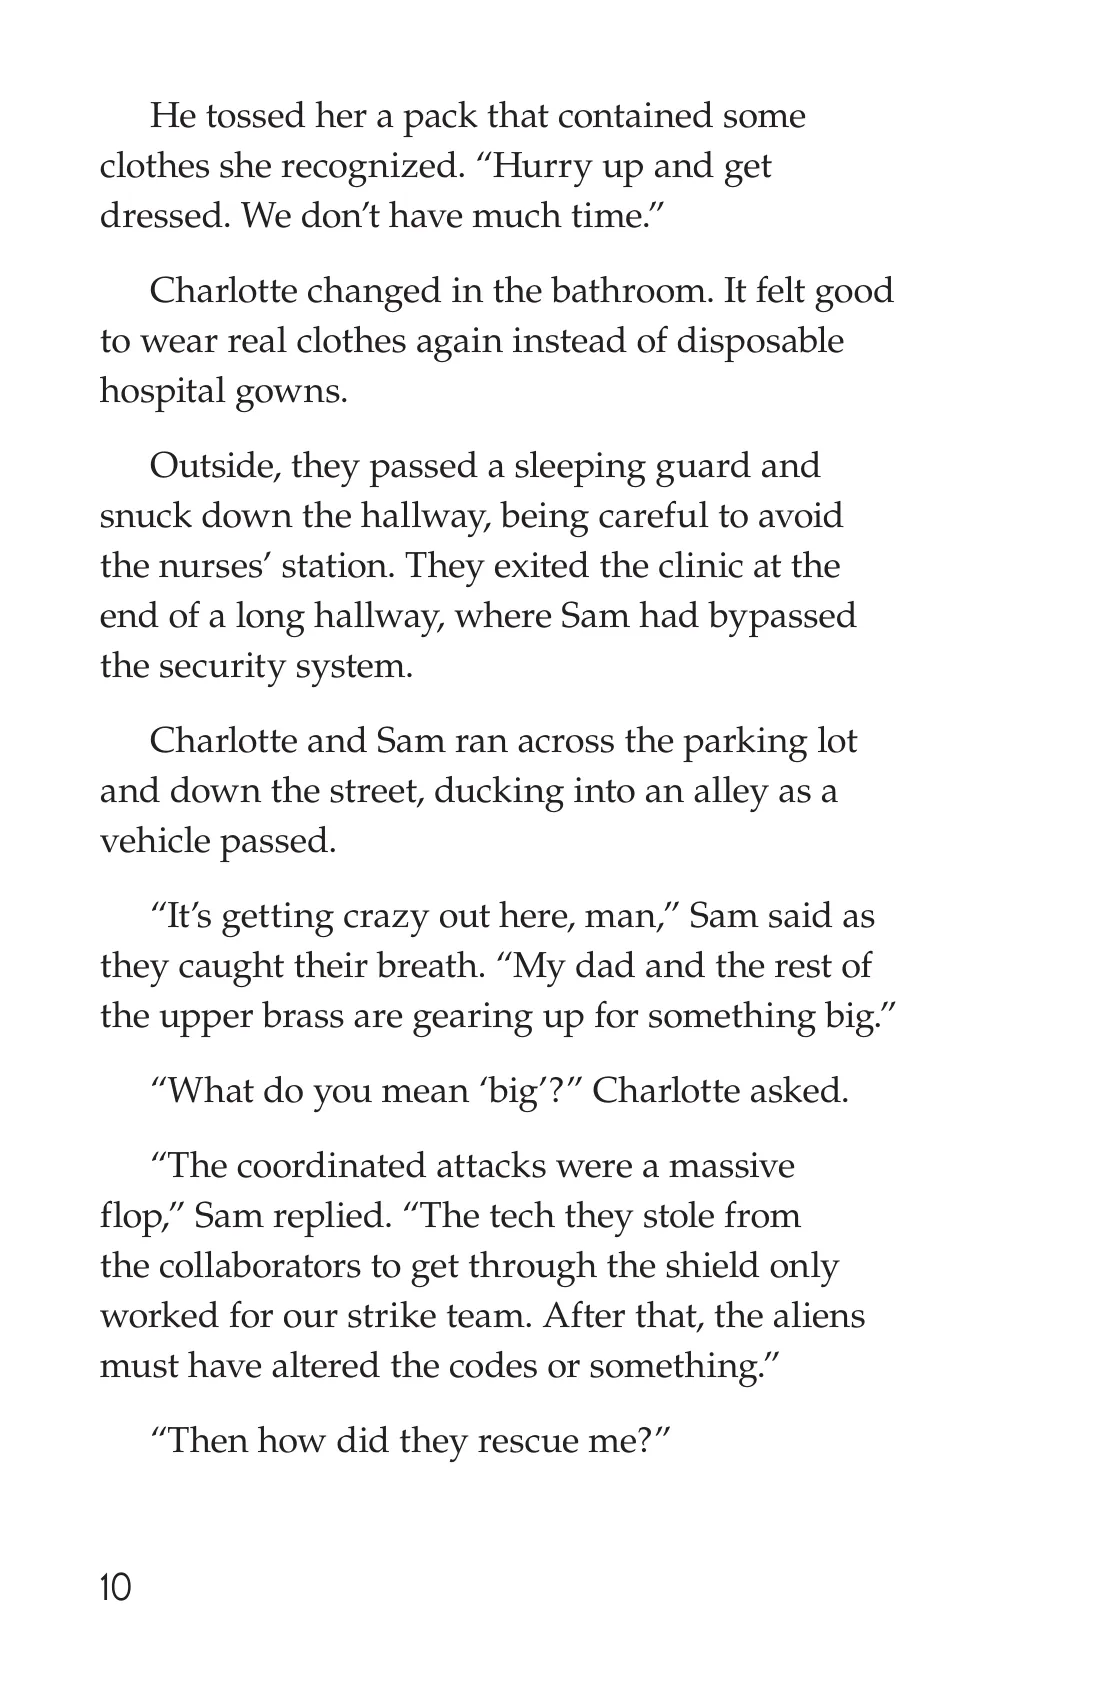 He tossed her a pack that contained some
clothes she recognized. “Hurry up and get
dressed. We don’t have much time.”
Charlotte changed in the bathroom. It felt good
to wear real clothes again instead of disposable
hospital gowns.
Outside, they passed a sleeping guard and
snuck down the hallway, being careful to avoid
the nurses’ station. They exited the clinic at the
end of a long hallway, where Sam had bypassed
the security system.
Charlotte and Sam ran across the parking lot
and down the street, ducking into an alley as a
vehicle passed.
“It’s getting crazy out here, man,” Sam said as
they caught their breath. “My dad and the rest of
the upper brass are gearing up for something big.”
“What do you mean ‘big’?” Charlotte asked.
“The coordinated attacks were a massive
flop,” Sam replied. “The tech they stole from
the collaborators to get through the shield only
worked for our strike team. After that, the aliens
must have altered the codes or something.”
“Then how did they rescue me?”
10